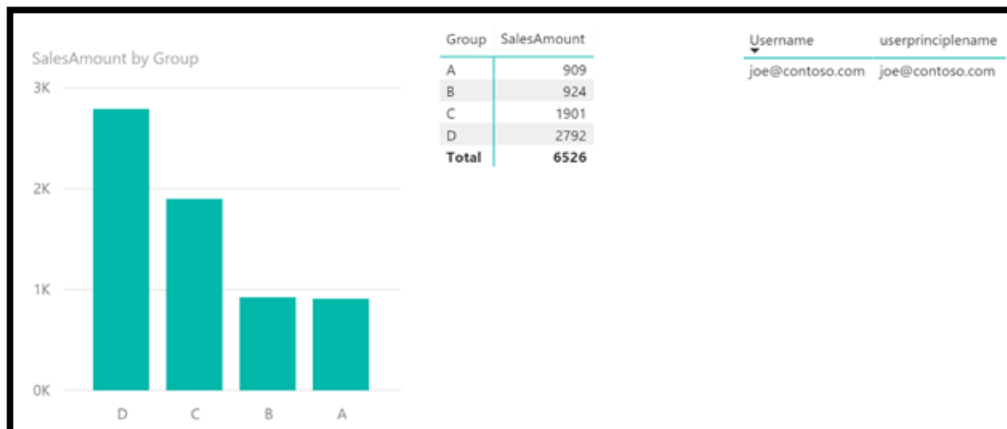 SalesAmount by Group
3K
2K
1K
0K
D C B A
Group SalesAmount
A 909
B 924
C 1901
D 2792
Total 6526
Username userprinciplename
joe@contoso.com joe@contoso.com